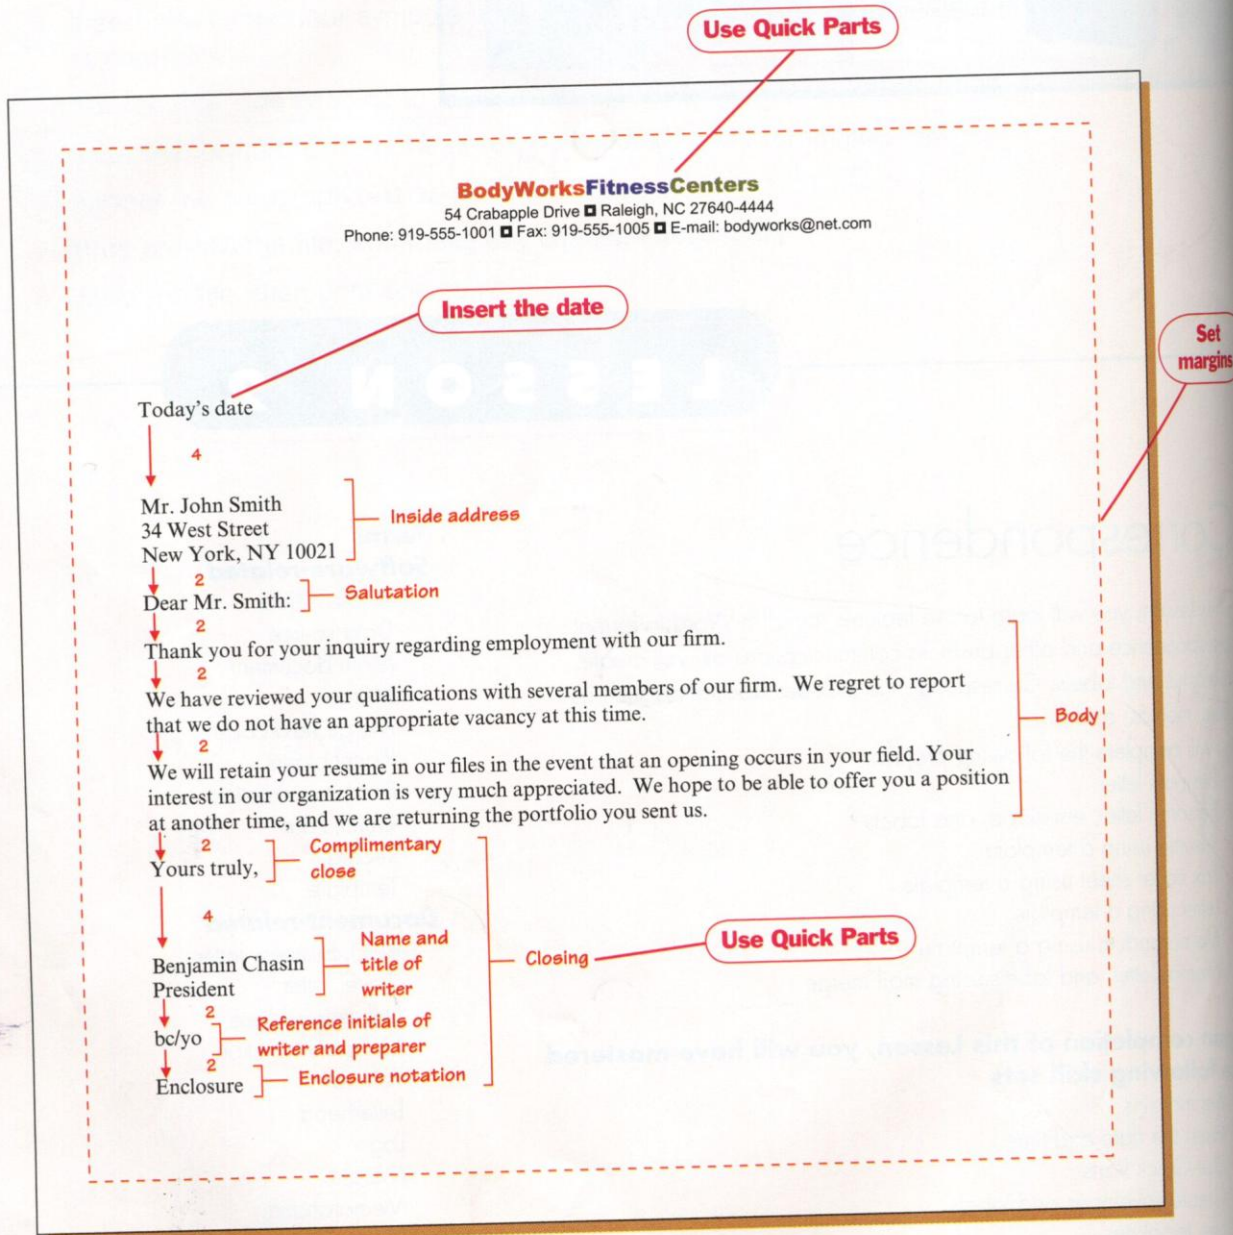 Use Quick Parts
BodyWorksFitnessCenters
54 Crabapple Drive ◘ Raleigh, NC 27640-4444
Phone: 919-555-1001 ◘ Fax: 919-555-1005 ◘ E-mail: bodyworks@net.com
Insert the date
Set
margins
Today's date
4
Mr. John Smith
34 West Street
New York, NY 10021
Inside address
2
Dear Mr. Smith:
Salutation
2
Thank you for your inquiry regarding employment with our firm.
2
We have reviewed your qualifications with several members of our firm.  We regret to report
that we do not have an appropriate vacancy at this time.
2
We will retain your resume in our files in the event that an opening occurs in your field. Your
interest in our organization is very much appreciated.  We hope to be able to offer you a position
at another time, and we are returning the portfolio you sent us.
Body
2
Yours truly,
Complimentary
close
4
Benjamin Chasin
President
Name and
title of
writer
Closing
Use Quick Parts
2
bc/yo
Reference initials of
writer and preparer
2
Enclosure
Enclosure notation